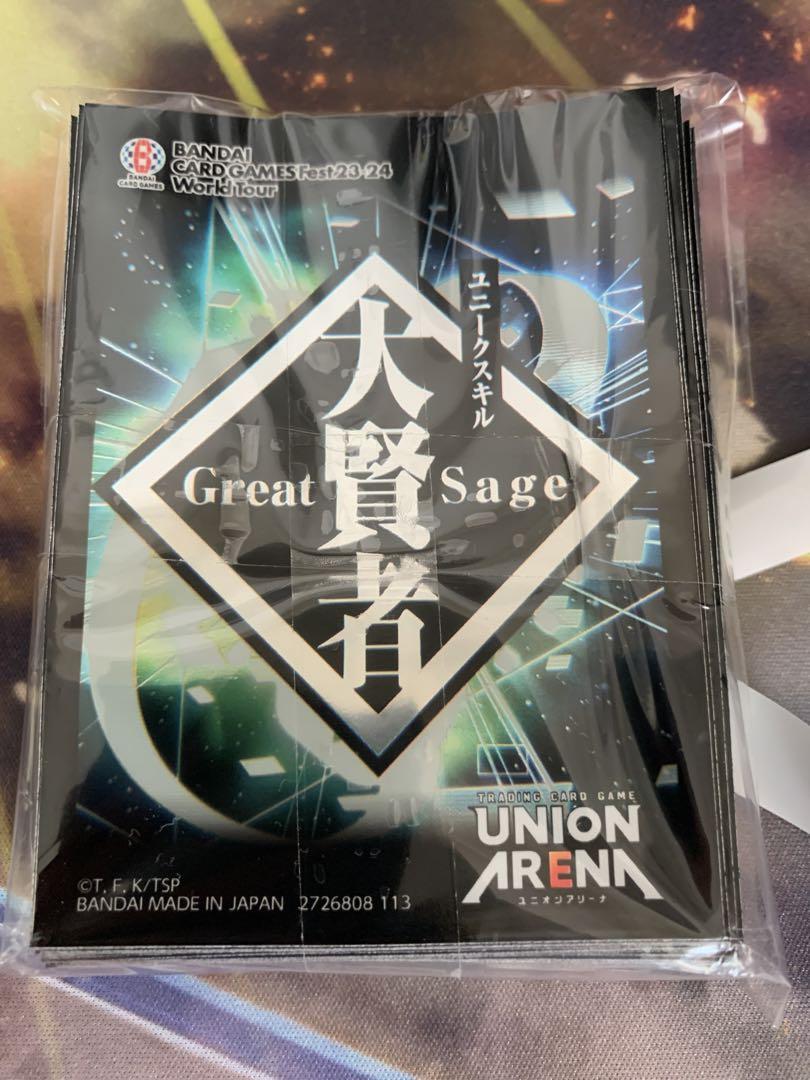 BANDAI
CARD GAMES Fest23-24
World Tour
B
BANDAI
CARD GAMES
ユニークスキル
大賢者
Great Sage
TRADING CARD GAME
UNION
ARENA
ユニオンアリーナ
©T. F. K/TSP
BANDAI MADE IN JAPAN 2726808 113